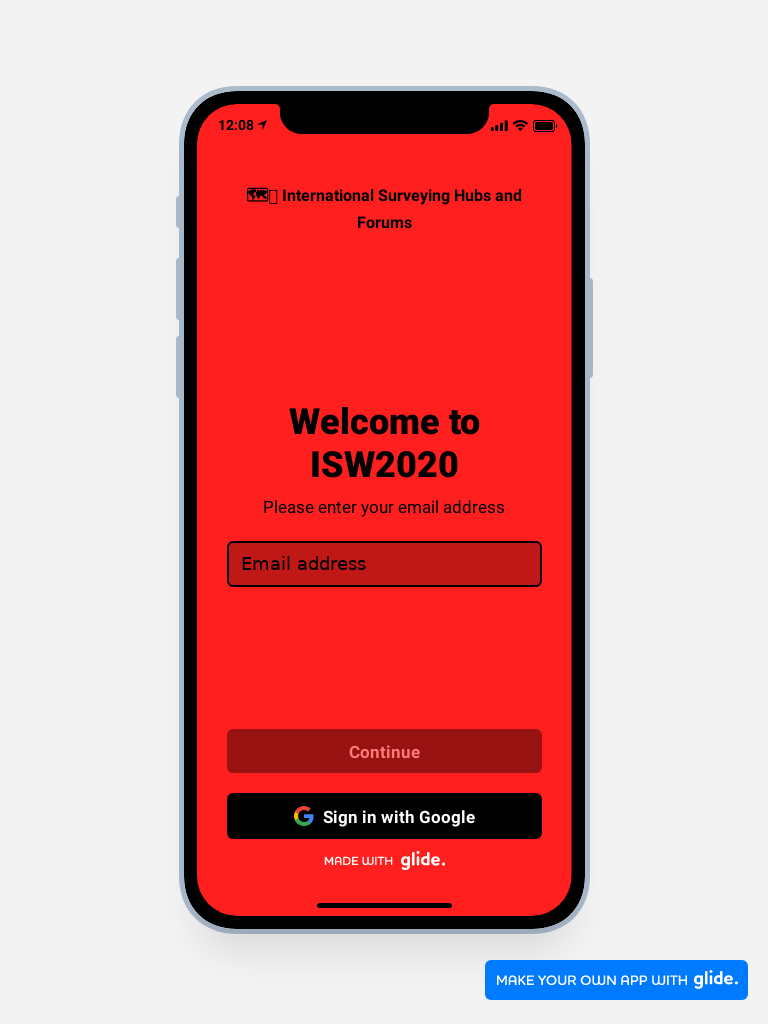 12:08
🗺️ International Surveying Hubs and
Forums
Welcome to
ISW2020
Please enter your email address
Email address
Continue
Sign in with Google
MADE WITH glide.
MAKE YOUR OWN APP WITH glide.